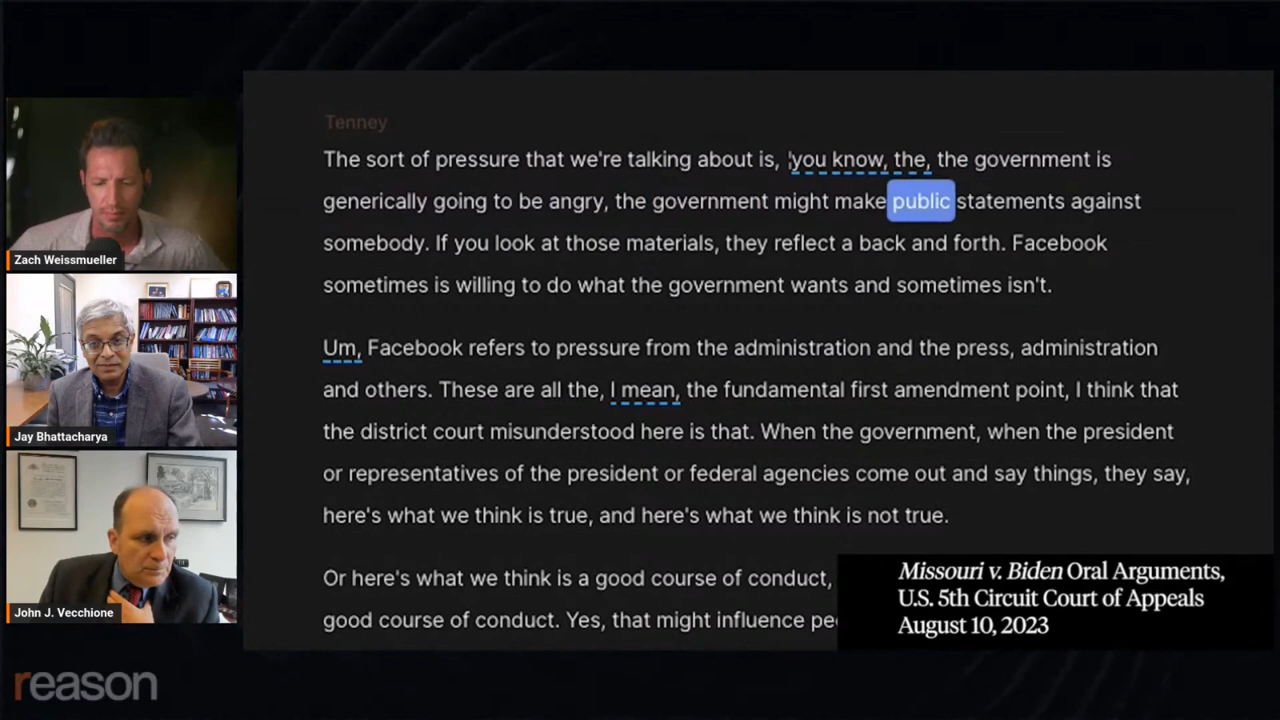 Tenney
The sort of pressure that we're talking about is, you know, the, the government is
generically going to be angry, the government might make public statements against
somebody. If you look at those materials, they reflect a back and forth. Facebook
sometimes is willing to do what the government wants and sometimes isn't.
Um, Facebook refers to pressure from the administration and the press, administration
and others. These are all the, I mean, the fundamental first amendment point, I think that
the district court misunderstood here is that. When the government, when the president
or representatives of the president or federal agencies come out and say things, they say,
here's what we think is true, and here's what we think is not true.
Or here's what we think is a good course of conduct,
good course of conduct. Yes, that might influence
Zach Weissmueller
Jay Bhattacharya
John J. Vecchione
Missouri v. Biden Oral Arguments,
U.S. 5th Circuit Court of Appeals
August 10, 2023
reason